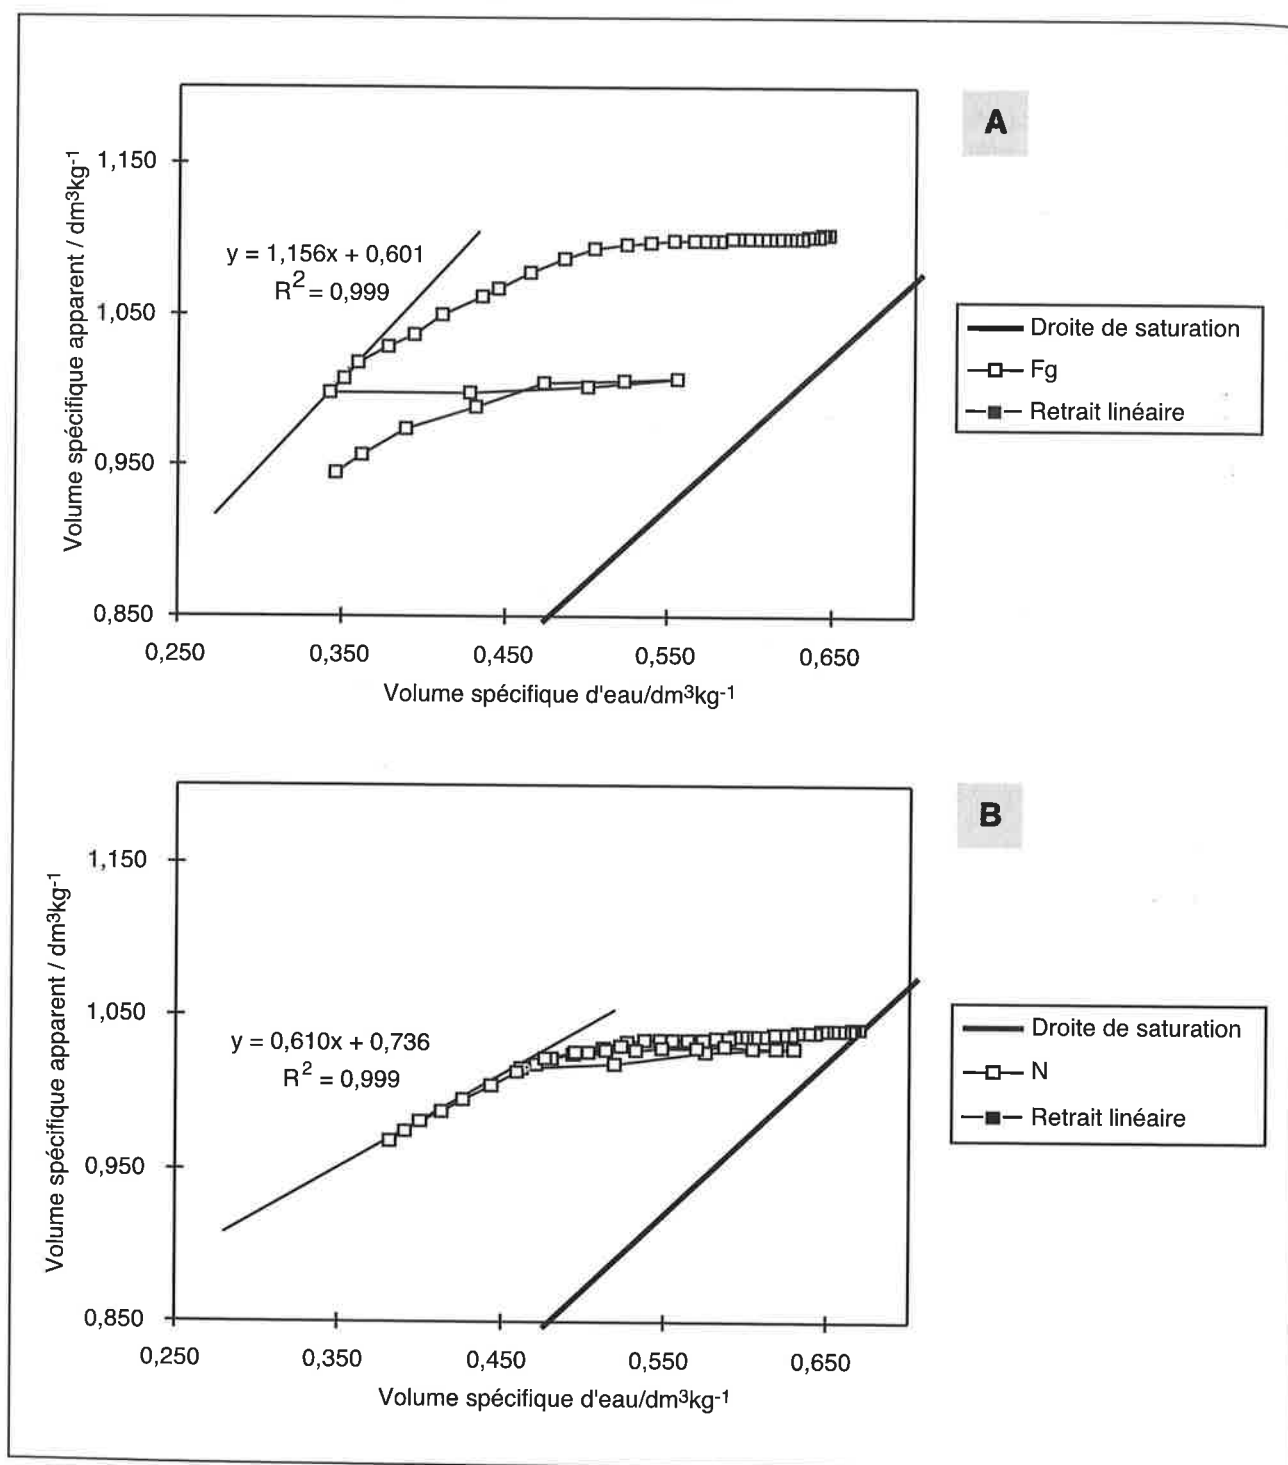 A
Volume spécifique apparent / dm³kg⁻¹
1,150
1,050
0,950
0,850
y = 1,156x + 0,601
R² = 0,999
0,250 0,350 0,450 0,550 0,650
Volume spécifique d'eau/dm³kg⁻¹
Droite de saturation
Fg
Retrait linéaire
B
Volume spécifique apparent / dm³kg⁻¹
1,150
1,050
0,950
0,850
y = 0,610x + 0,736
R² = 0,999
0,250 0,350 0,450 0,550 0,650
Volume spécifique d'eau/dm³kg⁻¹
Droite de saturation
N
Retrait linéaire